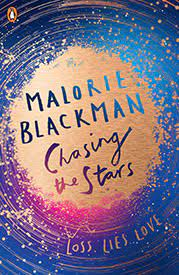 MALORIE
BLACKMAN
Chasing
the Stars
LOSS. LIES. LOVE.